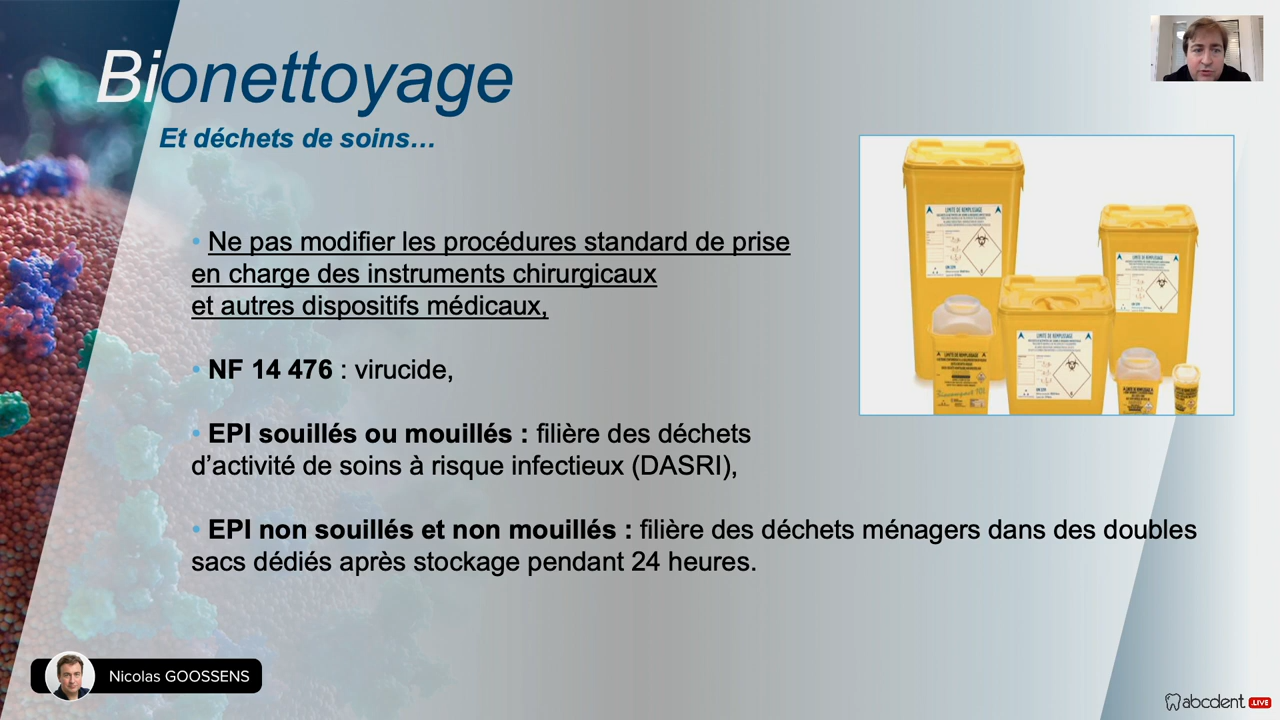 Bionettoyage
Et déchets de soins…
• Ne pas modifier les procédures standard de prise
en charge des instruments chirurgicaux
et autres dispositifs médicaux,
• NF 14 476 : virucide,
• EPI souillés ou mouillés : filière des déchets
d’activité de soins à risque infectieux (DASRI),
• EPI non souillés et non mouillés : filière des déchets ménagers dans des doubles
sacs dédiés après stockage pendant 24 heures.
LIMITE DE REMPLISSAGE
LIMITE DE REMPLISSAGE
LIMITE DE REMPLISSAGE
LIMITE DE REMPLISSAGE
Nicolas GOOSSENS
abcdent .LIVE